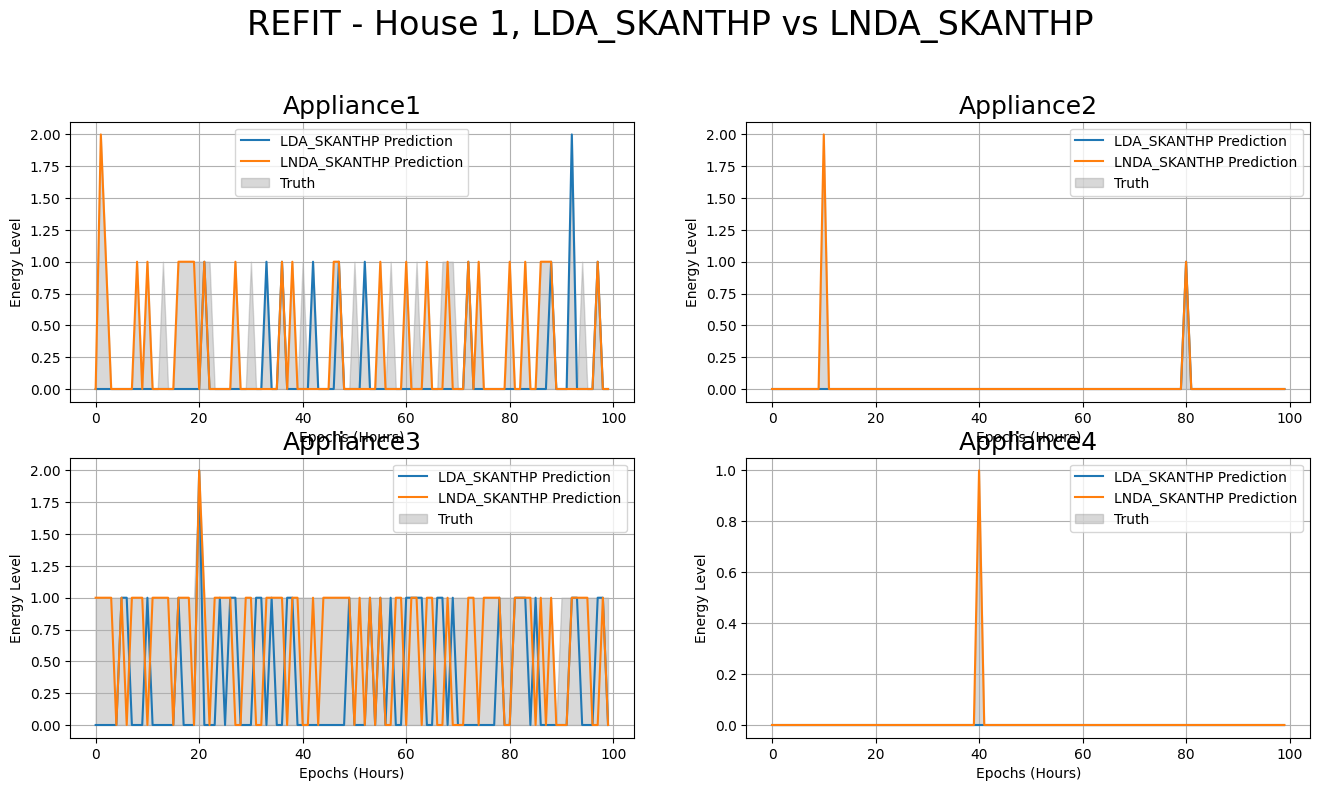 REFIT - House 1, LDA_SKANTHP vs LNDA_SKANTHP
Appliance1
2.00
1.75
1.50
1.25
1.00
0.75
0.50
0.25
0.00
Energy Level
LDA_SKANTHP Prediction
LNDA_SKANTHP Prediction
Truth
0 20 40 60 80 100
Epochs (Hours)
Appliance2
2.00
1.75
1.50
1.25
1.00
0.75
0.50
0.25
0.00
Energy Level
LDA_SKANTHP Prediction
LNDA_SKANTHP Prediction
Truth
0 20 40 60 80 100
Epochs (Hours)
Appliance3
2.00
1.75
1.50
1.25
1.00
0.75
0.50
0.25
0.00
Energy Level
LDA_SKANTHP Prediction
LNDA_SKANTHP Prediction
Truth
0 20 40 60 80 100
Epochs (Hours)
Appliance4
1.0
0.8
0.6
0.4
0.2
0.0
Energy Level
LDA_SKANTHP Prediction
LNDA_SKANTHP Prediction
Truth
0 20 40 60 80 100
Epochs (Hours)